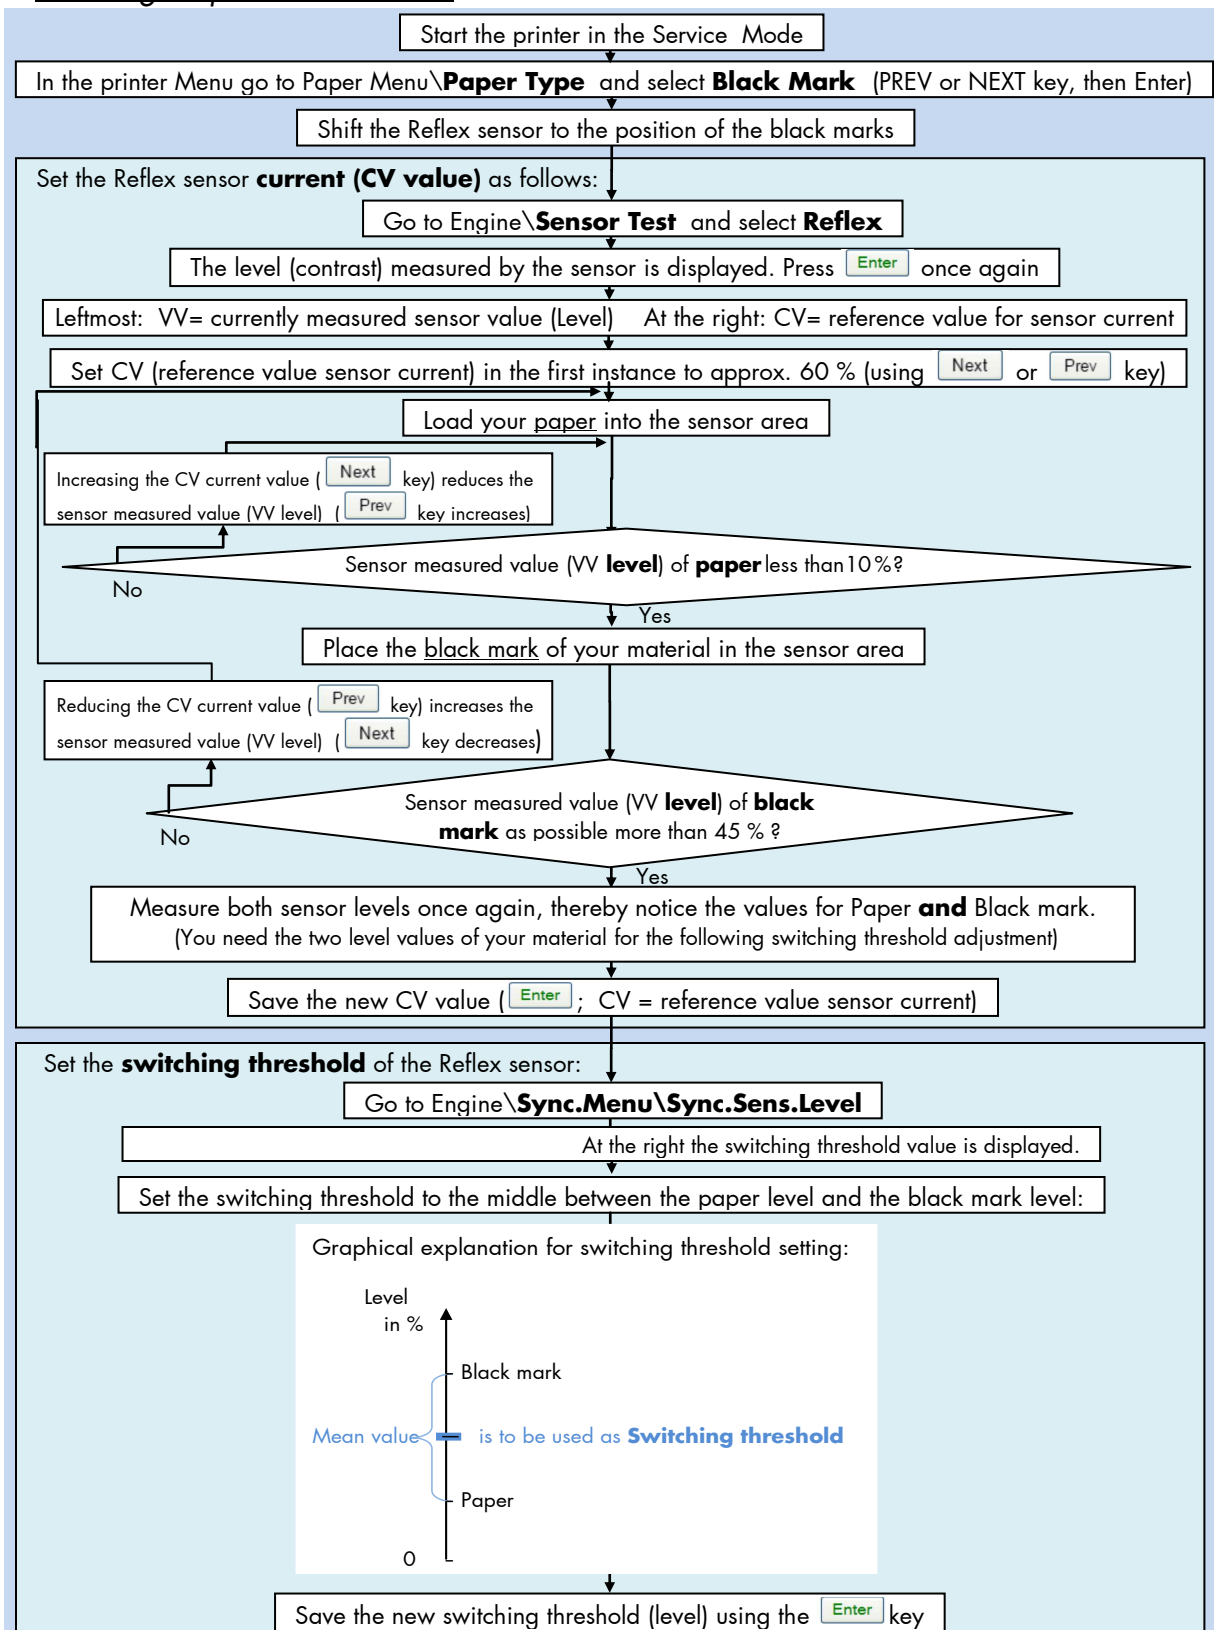 Start the printer in the Service Mode
In the printer Menu go to Paper Menu\Paper Type and select Black Mark (PREV or NEXT key, then Enter)
Shift the Reflex sensor to the position of the black marks
Set the Reflex sensor current (CV value) as follows:
Go to Engine\Sensor Test and select Reflex
The level (contrast) measured by the sensor is displayed. Press Enter once again
Leftmost: VV= currently measured sensor value (Level) At the right: CV= reference value for sensor current
Set CV (reference value sensor current) in the first instance to approx. 60 % (using Next or Prev key)
Load your paper into the sensor area
Increasing the CV current value ( Next key) reduces the
sensor measured value (VV level) ( Prev key increases)
Sensor measured value (VV level) of paper less than 10%?
No
Yes
Place the black mark of your material in the sensor area
Reducing the CV current value ( Prev key) increases the
sensor measured value (VV level) ( Next key decreases)
Sensor measured value (VV level) of black
mark as possible more than 45 % ?
No
Yes
Measure both sensor levels once again, thereby notice the values for Paper and Black mark.
(You need the two level values of your material for the following switching threshold adjustment)
Save the new CV value ( Enter ; CV = reference value sensor current)
Set the switching threshold of the Reflex sensor:
Go to Engine\Sync.Menu\Sync.Sens.Level
At the right the switching threshold value is displayed.
Set the switching threshold to the middle between the paper level and the black mark level:
Graphical explanation for switching threshold setting:
Level
in %
Black mark
Mean value is to be used as Switching threshold
Paper
0
Save the new switching threshold (level) using the Enter key